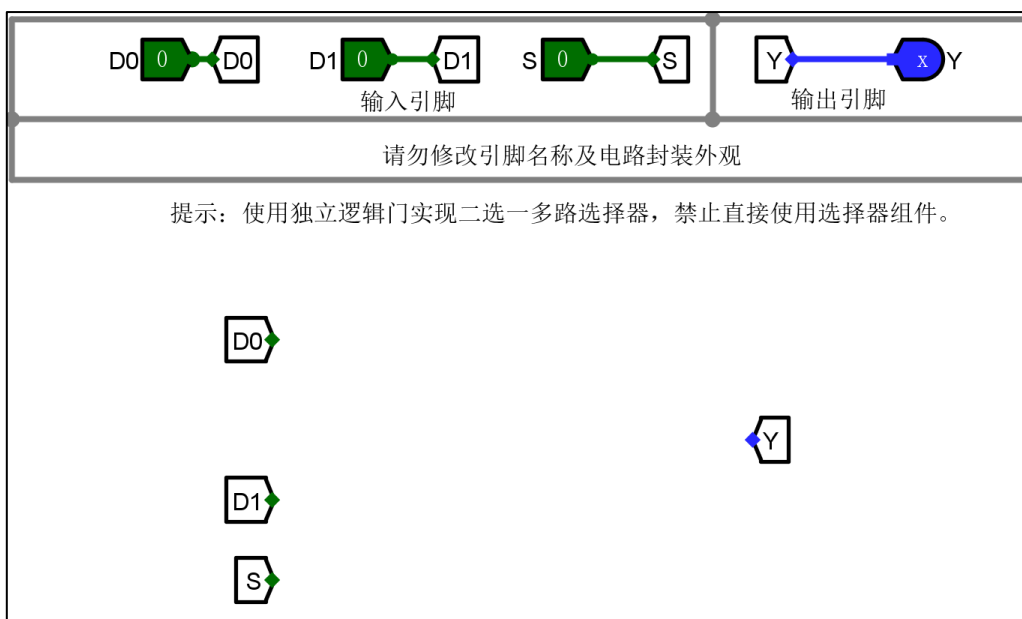 D0 0 D0 D1 0 D1 S 0 S Y x Y
输入引脚 输出引脚
请勿修改引脚名称及电路封装外观
提示：使用独立逻辑门实现二选一多路选择器，禁止直接使用选择器组件。
D0
Y
D1
S